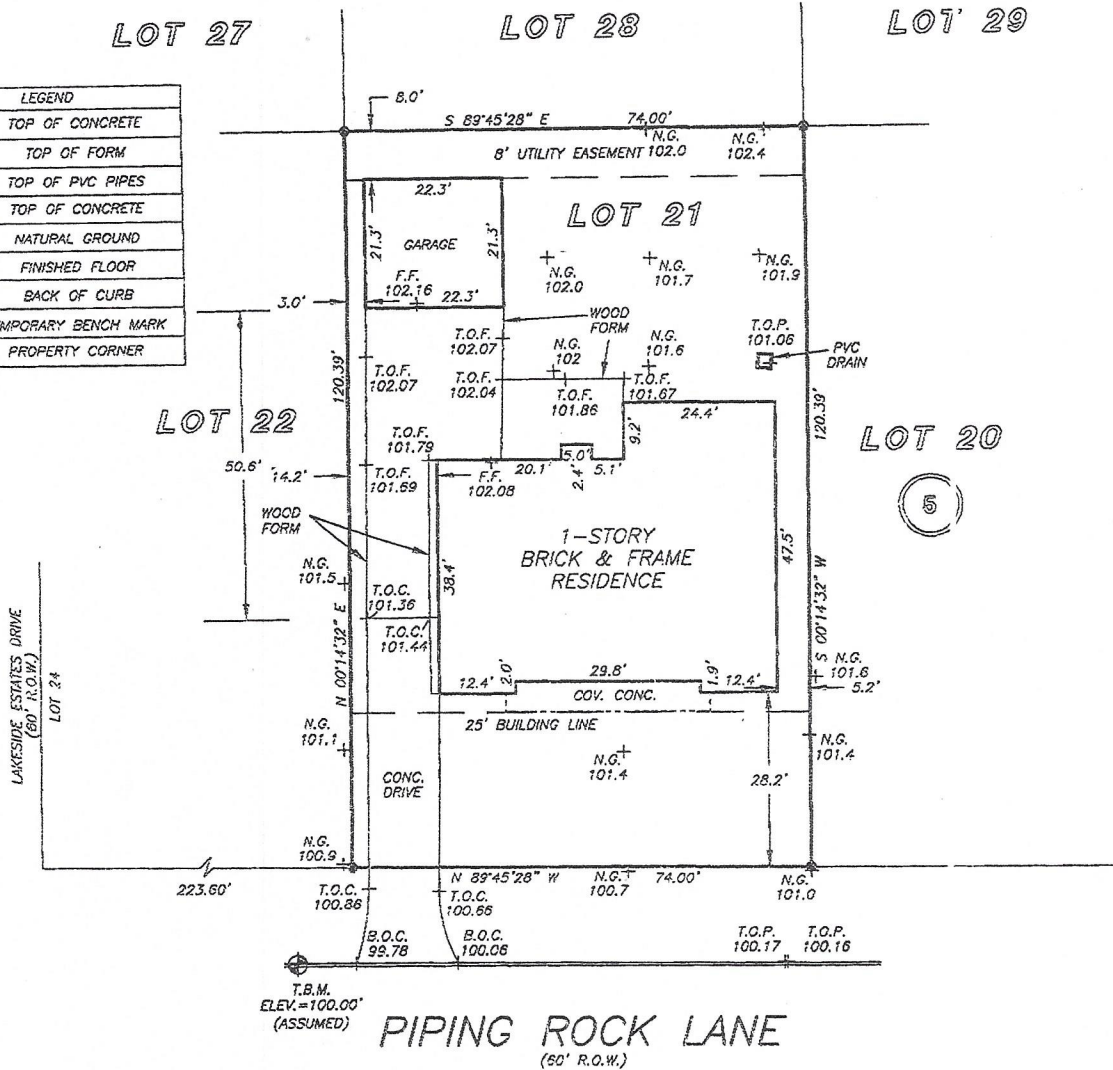 LOT 27
LOT 28
LOT 29
LEGEND
TOP OF CONCRETE
TOP OF FORM
TOP OF PVC PIPES
TOP OF CONCRETE
NATURAL GROUND
FINISHED FLOOR
BACK OF CURB
MPORARY BENCH MARK
PROPERTY CORNER
8.0'
S 89°45'28" E
74.00'
8' UTILITY EASEMENT
N.G.
102.0
N.G.
102.4
22.3'
LOT 21
21.3'
GARAGE
21.3'
F.F.
102.16
22.3'
3.0'
N.G.
102.0
N.G.
101.7
N.G.
101.9
WOOD
FORM
T.O.F.
102.07
T.O.F.
102.07
N.G.
102
N.G.
101.6
T.O.P.
101.06
PVC
DRAIN
T.O.F.
102.04
T.O.F.
101.86
T.O.F.
101.67
120.39'
120.39'
24.4'
9.2'
LOT 22
LOT 20
5
T.O.F.
101.79
50.6'
14.2'
T.O.F.
101.69
F.F.
102.08
20.1'
5.0'
2.4'
5.1'
WOOD
FORM
1-STORY
BRICK & FRAME
RESIDENCE
47.5'
38.4'
N.G.
101.5
T.O.C.
101.36
T.O.C.
101.44
N 00°14'32" E
S 00°14'32" W
LAKESIDE ESTATES DRIVE
(60' R.O.W.)
LOT 24
12.4'
2.0'
29.8'
1.9'
12.4'
COV. CONC.
N.G.
101.6
5.2'
25' BUILDING LINE
N.G.
101.1
N.G.
101.4
N.G.
101.4
CONC.
DRIVE
28.2'
N.G.
100.9
223.60'
N 89°45'28" W
N.G.
100.7
74.00'
N.G.
101.0
T.O.C.
100.86
T.O.C.
100.66
B.O.C.
99.78
B.O.C.
100.06
T.O.P.
100.17
T.O.P.
100.16
T.B.M.
ELEV.=100.00'
(ASSUMED)
PIPING ROCK LANE
(60' R.O.W.)